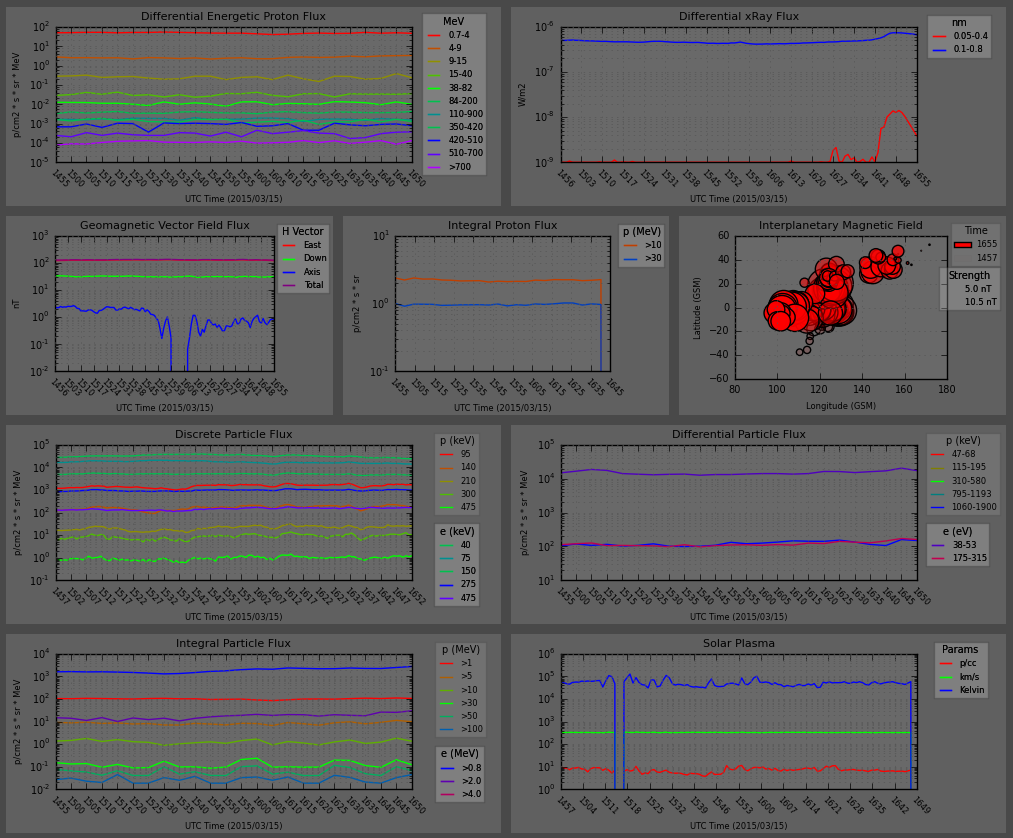 Differential Energetic Proton Flux
p/cm2 * s * sr * MeV
10^2
10^1
10^0
10^-1
10^-2
10^-3
10^-4
10^-5
1455 1500 1505 1510 1515 1520 1525 1530 1535 1540 1545 1550 1555 1600 1605 1610 1615 1620 1625 1630 1635 1640 1645 1650
UTC Time (2015/03/15)
MeV
0.7-4
4-9
9-15
15-40
38-82
84-200
110-900
350-420
420-510
510-700
>700
Differential xRay Flux
W/m2
10^-6
10^-7
10^-8
10^-9
1456 1503 1510 1517 1524 1531 1538 1545 1552 1559 1606 1613 1620 1627 1634 1641 1648 1655
UTC Time (2015/03/15)
nm
0.05-0.4
0.1-0.8
Geomagnetic Vector Field Flux
nT
10^3
10^2
10^1
10^0
10^-1
10^-2
1456 1503 1510 1517 1524 1531 1538 1545 1552 1559 1606 1613 1620 1627 1634 1641 1648 1655
UTC Time (2015/03/15)
H Vector
East
Down
Axis
Total
Integral Proton Flux
p/cm2 * s * sr
10^1
10^0
10^-1
1455 1505 1515 1525 1535 1545 1555 1605 1615 1625 1635 1645
UTC Time (2015/03/15)
p (MeV)
>10
>30
Interplanetary Magnetic Field
Latitude (GSM)
60
40
20
0
−20
−40
−60
80 100 120 140 160 180
Longitude (GSM)
Time
1655
1457
Strength
5.0 nT
10.5 nT
Discrete Particle Flux
p/cm2 * s * sr * MeV
10^5
10^4
10^3
10^2
10^1
10^0
10^-1
1457 1502 1507 1512 1517 1522 1527 1532 1537 1542 1547 1552 1557 1602 1607 1612 1617 1622 1627 1632 1637 1642 1647 1652
UTC Time (2015/03/15)
p (keV)
95
140
210
300
475
e (keV)
40
75
150
275
475
Differential Particle Flux
p/cm2 * s * sr * MeV
10^5
10^4
10^3
10^2
10^1
1455 1500 1505 1510 1515 1520 1525 1530 1535 1540 1545 1550 1555 1600 1605 1610 1615 1620 1625 1630 1635 1640 1645 1650
UTC Time (2015/03/15)
p (keV)
47-68
115-195
310-580
795-1193
1060-1900
e (eV)
38-53
175-315
Integral Particle Flux
p/cm2 * s * sr * MeV
10^4
10^3
10^2
10^1
10^0
10^-1
10^-2
1455 1500 1505 1510 1515 1520 1525 1530 1535 1540 1545 1550 1555 1600 1605 1610 1615 1620 1625 1630 1635 1640 1645 1650
UTC Time (2015/03/15)
p (MeV)
>1
>5
>10
>30
>50
>100
e (MeV)
>0.8
>2.0
>4.0
Solar Plasma
10^6
10^5
10^4
10^3
10^2
10^1
10^0
1457 1504 1511 1518 1525 1532 1539 1546 1553 1600 1607 1614 1621 1628 1635 1642 1649
UTC Time (2015/03/15)
Params
p/cc
km/s
Kelvin